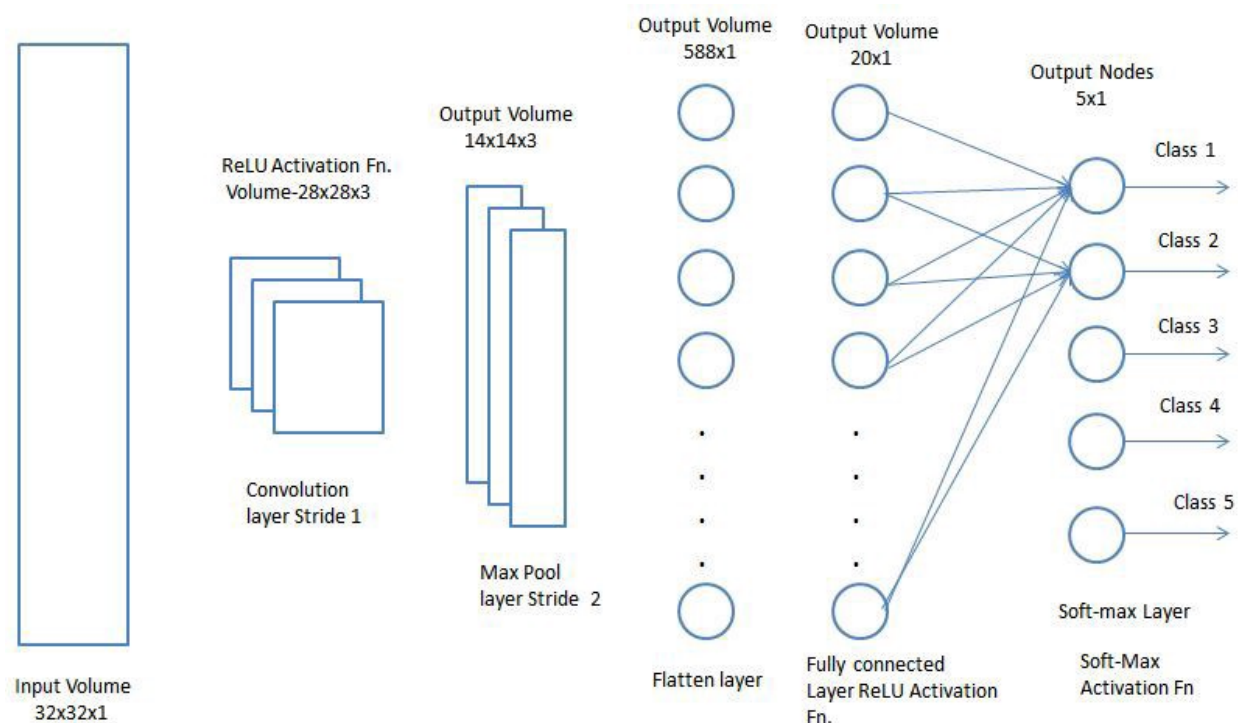 Input Volume
32x32x1
ReLU Activation Fn.
Volume-28x28x3
Convolution
layer Stride 1
Output Volume
14x14x3
Max Pool
layer Stride 2
Output Volume
588x1
Flatten layer
Output Volume
20x1
Fully connected
Layer ReLU Activation
Fn.
Output Nodes
5x1
Class 1
Class 2
Class 3
Class 4
Class 5
Soft-max Layer
Soft-Max
Activation Fn